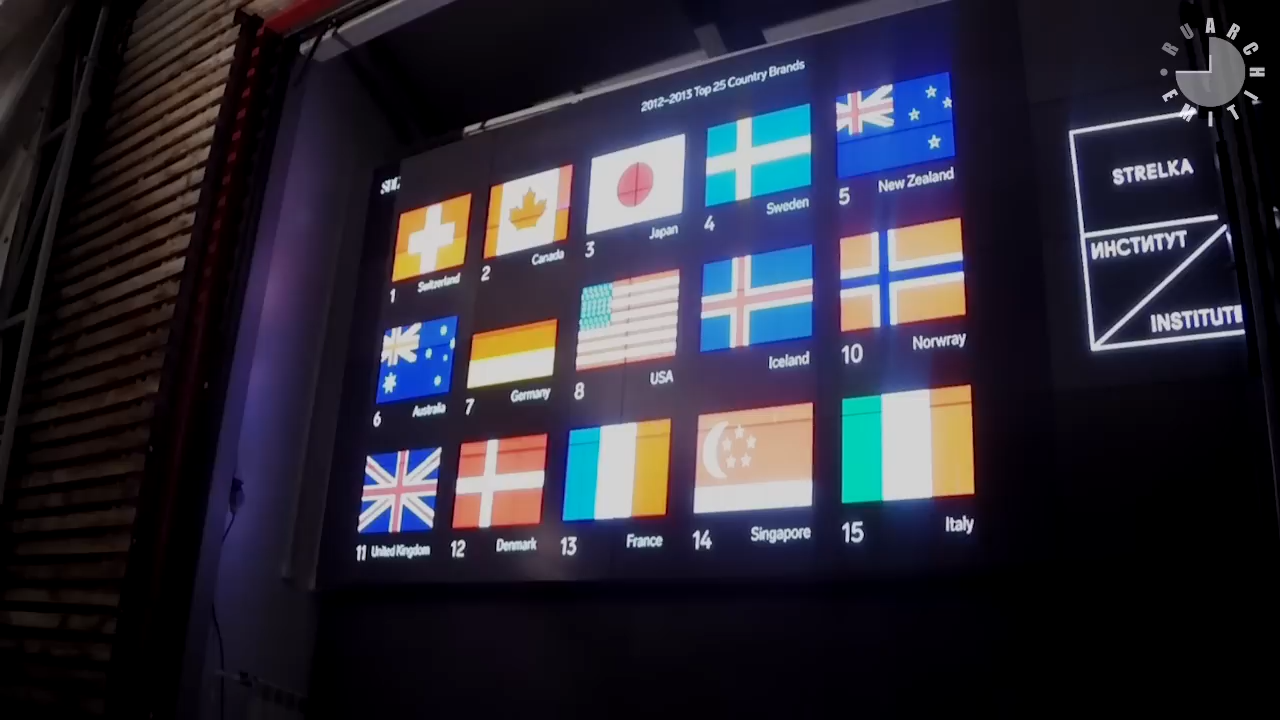 2012–2013 Top 25 Country Brands
1 Switzerland
2 Canada
3 Japan
4 Sweden
5 New Zealand
6 Australia
7 Germany
8 USA
Iceland
10 Norwray
11 United Kingdom
12 Denmark
13 France
14 Singapore
15 Italy
STRELKA
ИНСТИТУТ
INSTITUTE
RUARCH
TIME